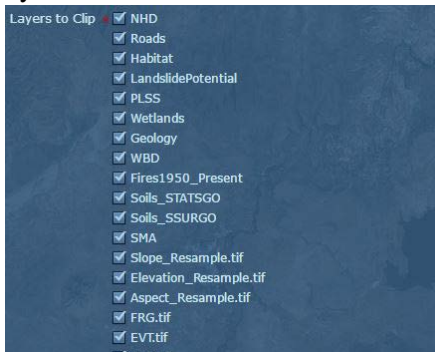 Layers to Clip NHD
Roads
Habitat
LandslidePotential
PLSS
Wetlands
Geology
WBD
Fires1950_Present
Soils_STATSGO
Soils_SSURGO
SMA
Slope_Resample.tif
Elevation_Resample.tif
Aspect_Resample.tif
FRG.tif
EVT.tif